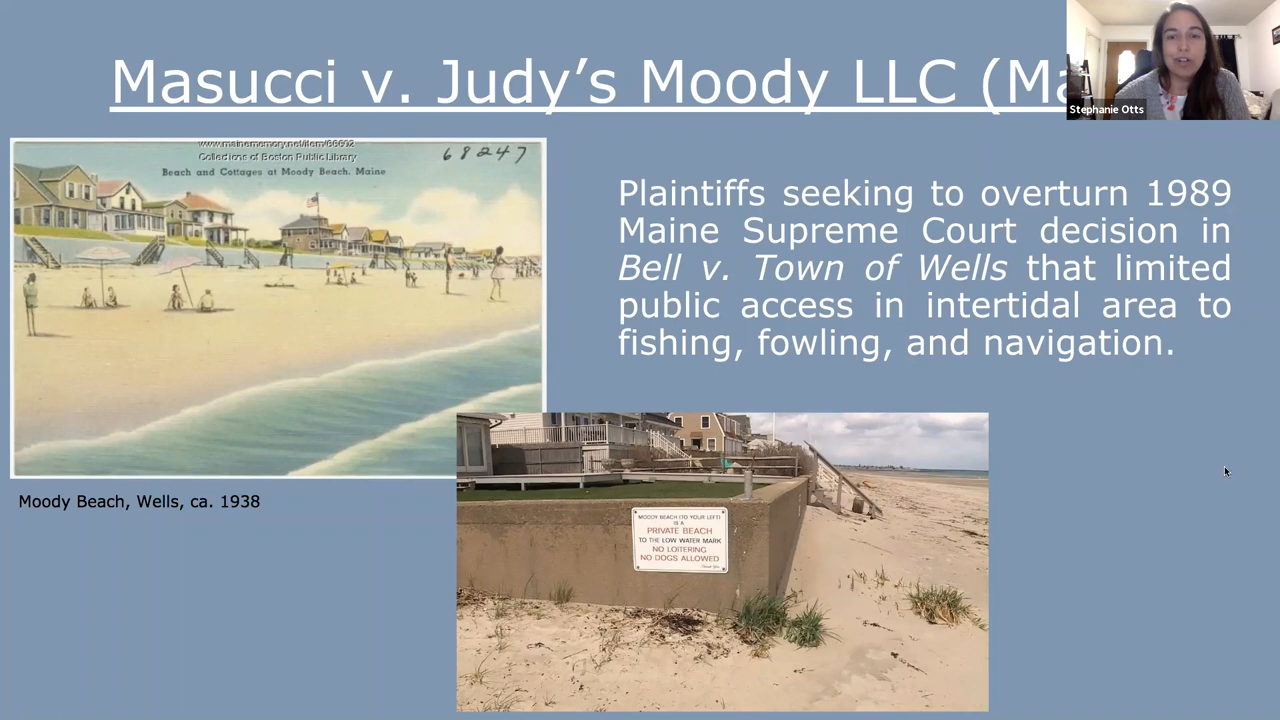 Masucci v. Judy's Moody LLC (Ma
Stephanie Otts
www.mainememory.net/item/66602
Collections of Boston Public Library
68247
Beach and Cottages at Moody Beach, Maine
Plaintiffs seeking to overturn 1989
Maine Supreme Court decision in
Bell v. Town of Wells that limited
public access in intertidal area to
fishing, fowling, and navigation.
Moody Beach, Wells, ca. 1938
MOODY BEACH (TO YOUR LEFT)
IS A
PRIVATE BEACH
TO THE LOW WATER MARK
NO LOITERING
NO DOGS ALLOWED